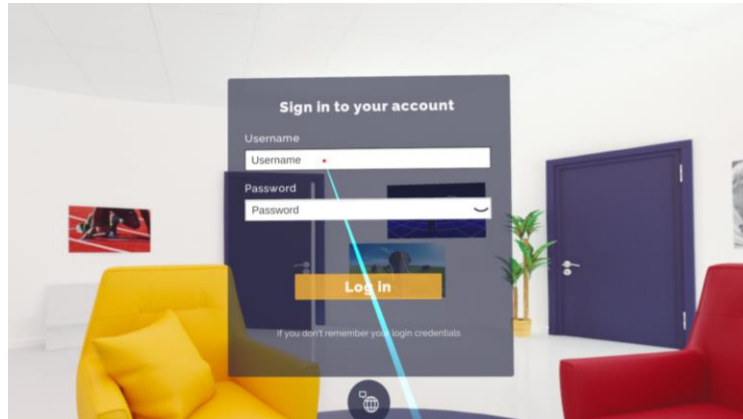 Sign in to your account
Username
Username
Password
Password
Log in
If you don't remember your login credentials